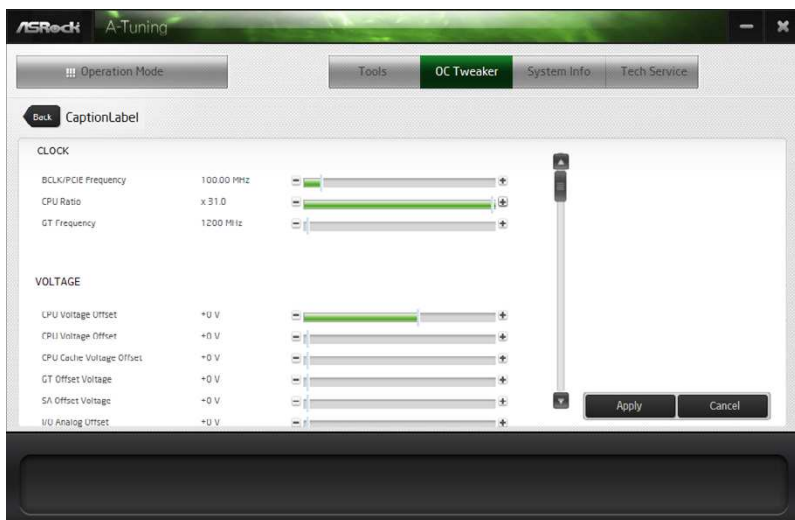 ASRock A-Tuning
Operation Mode Tools OC Tweaker System Info Tech Service
Back CaptionLabel
CLOCK
BCLK/PCIE Frequency 100.00 MHz
CPU Ratio x 31.0
GT Frequency 1200 MHz
VOLTAGE
CPU Voltage Offset +0 V
CPU Voltage Offset +0 V
CPU Cache Voltage Offset +0 V
GT Offset Voltage +0 V
SA Offset Voltage +0 V
I/O Analog Offset +0 V
Apply Cancel